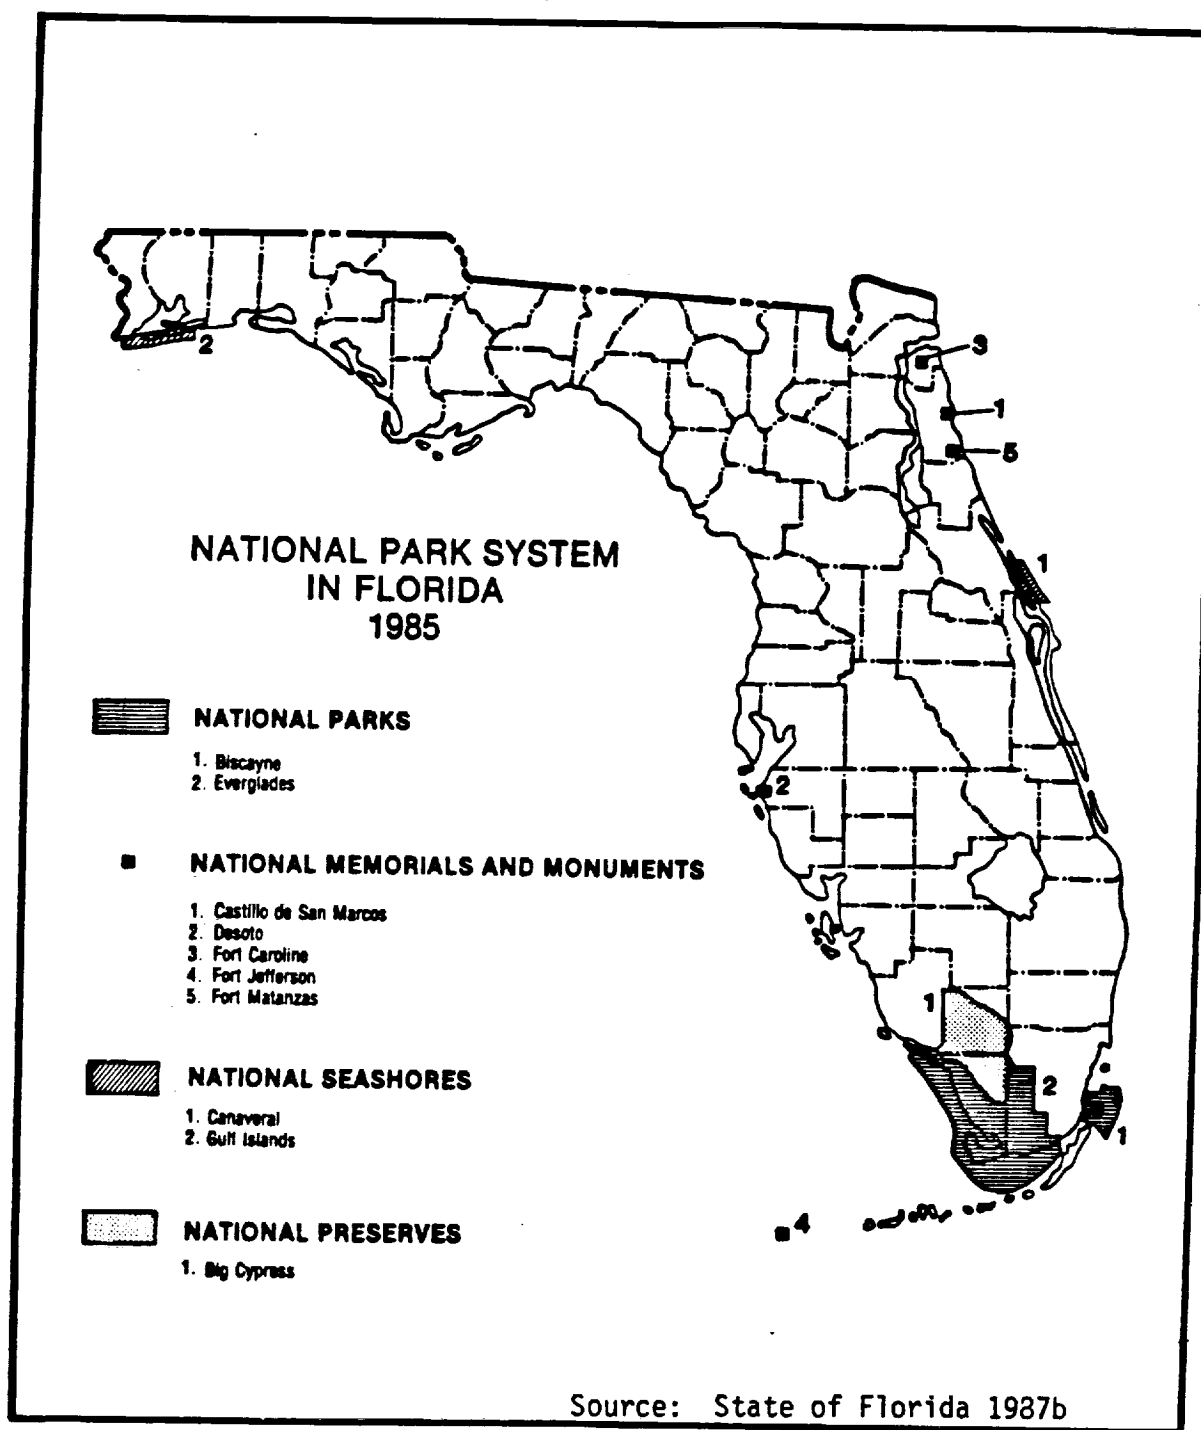 NATIONAL PARK SYSTEM
IN FLORIDA
1985
NATIONAL PARKS
1. Biscayne
2. Everglades
NATIONAL MEMORIALS AND MONUMENTS
1. Castillo de San Marcos
2. Desoto
3. Fort Caroline
4. Fort Jefferson
5. Fort Matanzas
NATIONAL SEASHORES
1. Canaveral
2. Gulf Islands
NATIONAL PRESERVES
1. Big Cypress
2
3
1
5
1
2
1
2
1
4
Source: State of Florida 1987b